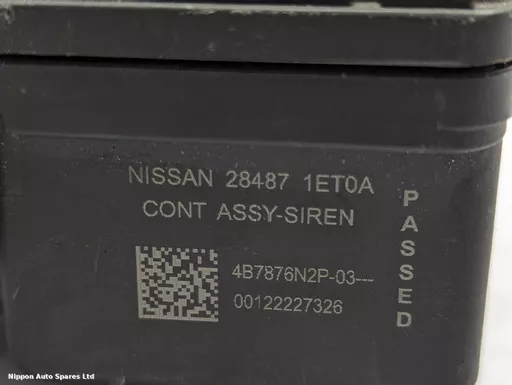 NISSAN 28487 1ET0A
CONT ASSY-SIREN
4B7876N2P-03---
00122227326
PASSED
Nippon Auto Spares Ltd